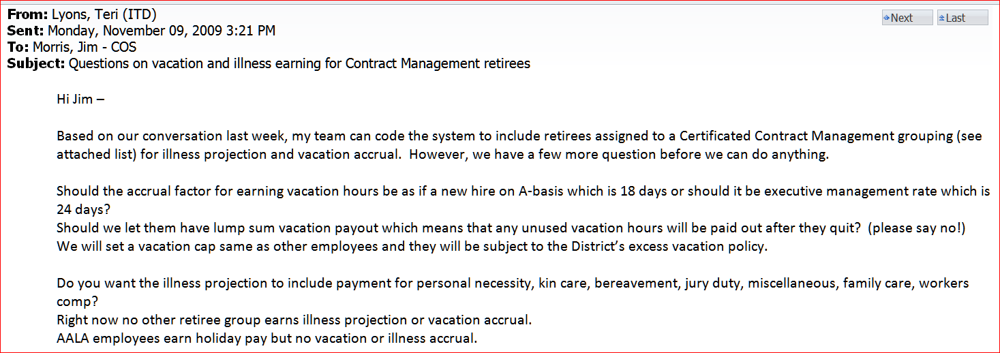 From: Lyons, Teri (ITD)
Next
Last
Sent: Monday, November 09, 2009 3:21 PM
To: Morris, Jim - COS
Subject: Questions on vacation and illness earning for Contract Management retirees
Hi Jim –
Based on our conversation last week, my team can code the system to include retirees assigned to a Certificated Contract Management grouping (see
attached list) for illness projection and vacation accrual.  However, we have a few more question before we can do anything.
Should the accrual factor for earning vacation hours be as if a new hire on A-basis which is 18 days or should it be executive management rate which is
24 days?
Should we let them have lump sum vacation payout which means that any unused vacation hours will be paid out after they quit?  (please say no!)
We will set a vacation cap same as other employees and they will be subject to the District’s excess vacation policy.
Do you want the illness projection to include payment for personal necessity, kin care, bereavement, jury duty, miscellaneous, family care, workers
comp?
Right now no other retiree group earns illness projection or vacation accrual.
AALA employees earn holiday pay but no vacation or illness accrual.